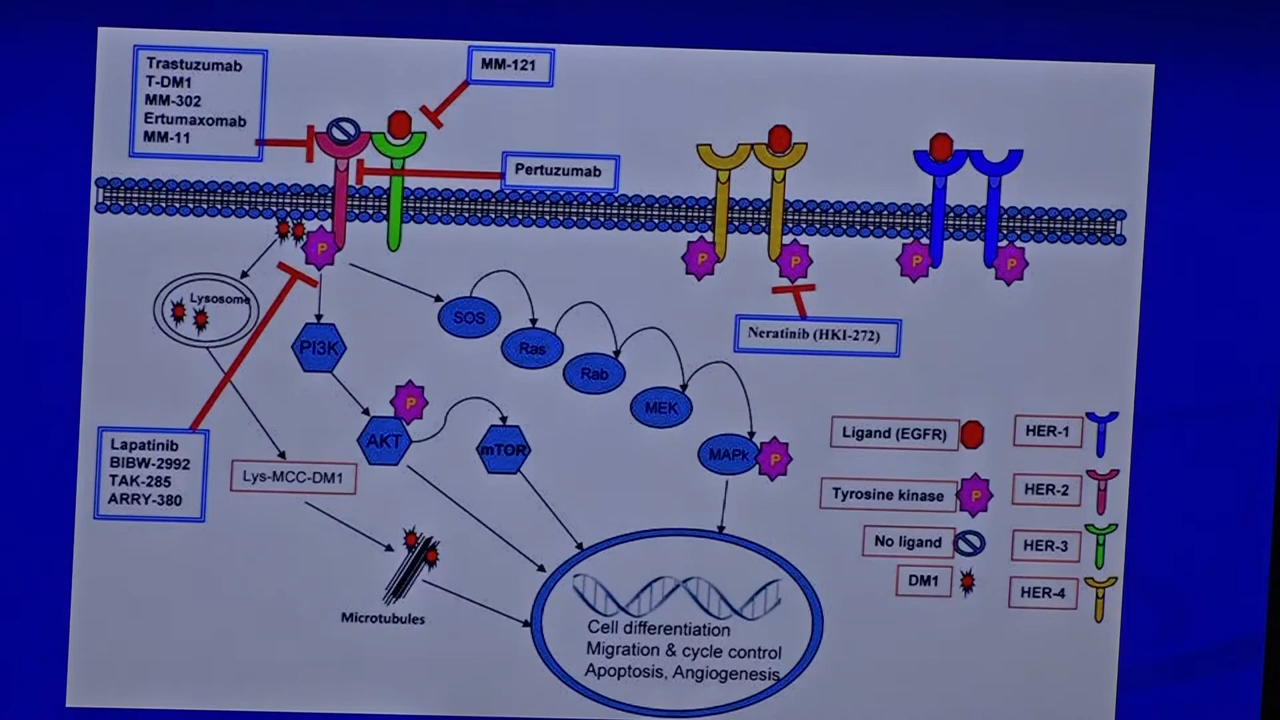 Trastuzumab
T-DM1
MM-302
Ertumaxomab
MM-11
MM-121
Pertuzumab
P
P
P
P
P
Lysosome
SOS
Ras
Rab
MEK
MAPk
P
PI3K
P
AKT
mTOR
Neratinib (HKI-272)
Lapatinib
BIBW-2992
TAK-285
ARRY-380
Lys-MCC-DM1
Microtubules
Cell differentiation
Migration & cycle control
Apoptosis, Angiogenesis
Ligand (EGFR)
HER-1
Tyrosine kinase
P
HER-2
No ligand
HER-3
DM1
HER-4